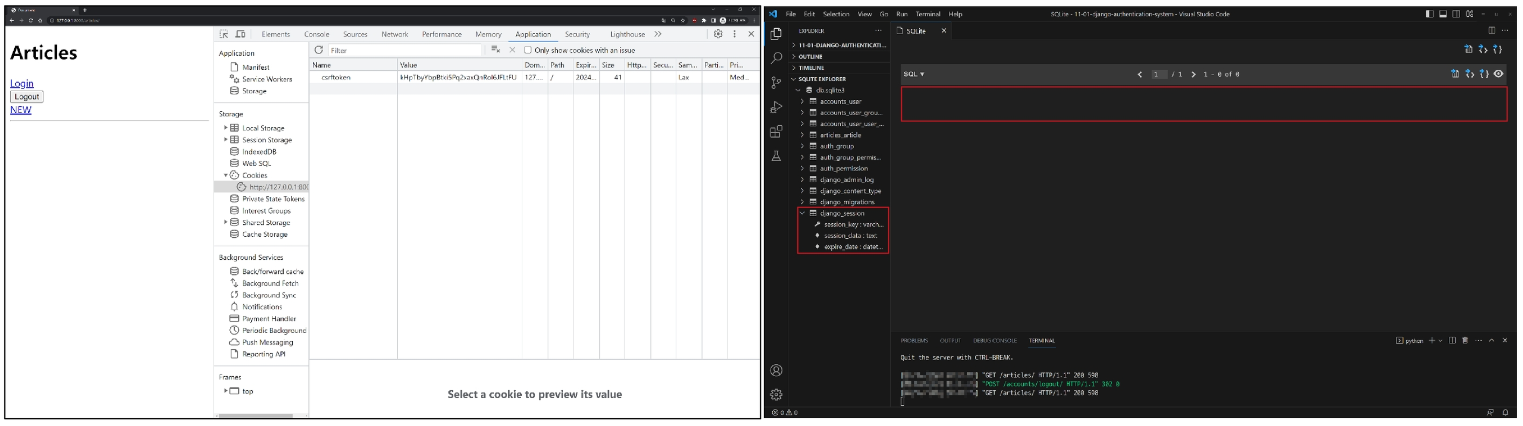 Articles
Login
Logout
NEW
Elements Console Sources Network Performance Memory Application Security Lighthouse
Application
Manifest
Service Workers
Storage
Storage
Local Storage
Session Storage
IndexedDB
Web SQL
Cookies
http://127.0.0.1:800
Private State Tokens
Interest Groups
Shared Storage
Cache Storage
Background Services
Back/forward cache
Background Fetch
Background Sync
Notifications
Payment Handler
Periodic Background
Push Messaging
Reporting API
Frames
top
Filter
Only show cookies with an issue
Name Value Dom... Path Expir... Size Http... Secu... Sam... Parti... Pri...
csrftoken 127.... / 2024... 41 Lax Med...
Select a cookie to preview its value
File Edit Selection View Go Run Terminal Help
SQLite - 11-01-django-authentication-system - Visual Studio Code
EXPLORER ...
11-01-DJANGO-AUTHENTICATI...
OUTLINE
TIMELINE
SQLITE EXPLORER
db.sqlite3
accounts_user
accounts_user_grou...
accounts_user_user_...
articles_article
auth_group
auth_group_permis...
auth_permission
django_admin_log
django_content_type
django_migrations
django_session
session_key : varch...
session_data : text
expire_date : datet...
SQLite
SQL
1 / 1
1 - 0 of 0
PROBLEMS OUTPUT DEBUG CONSOLE TERMINAL
python
Quit the server with CTRL-BREAK.
"GET /articles/ HTTP/1.1" 200 598
"POST /accounts/logout/ HTTP/1.1" 302 0
"GET /articles/ HTTP/1.1" 200 598
0 0